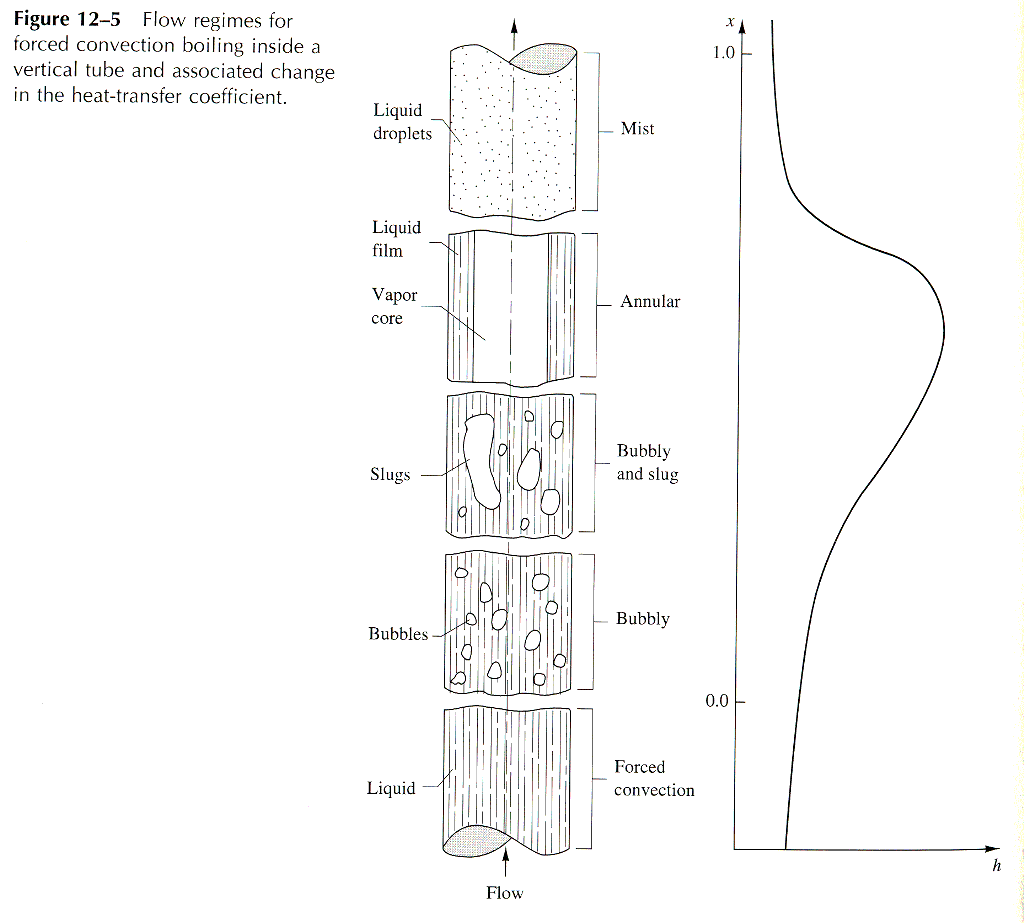 Figure 12–5 Flow regimes for
forced convection boiling inside a
vertical tube and associated change
in the heat-transfer coefficient.
Liquid
droplets
Mist
Liquid
film
Vapor
core
Annular
Slugs
Bubbly
and slug
Bubbles
Bubbly
Liquid
Forced
convection
Flow
x
1.0
0.0
h